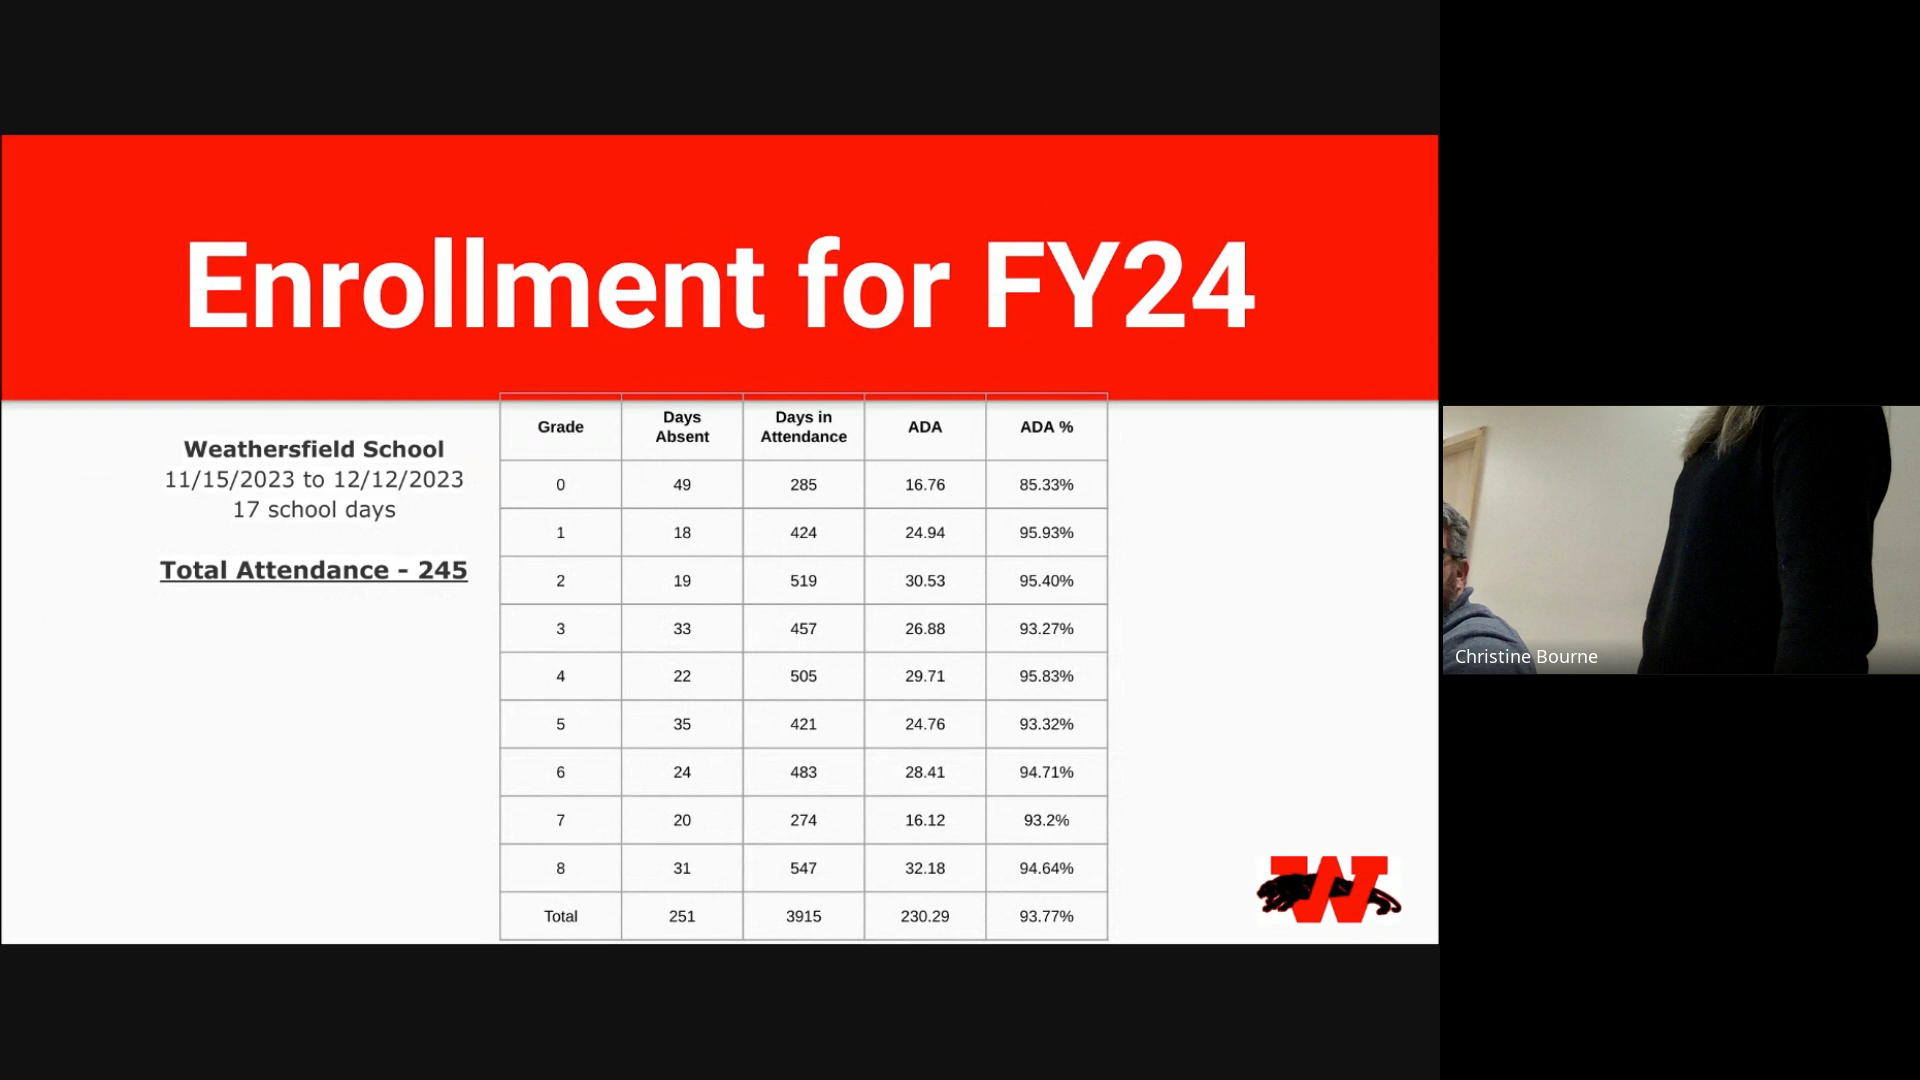 Enrollment for FY24
Weathersfield School
11/15/2023 to 12/12/2023
17 school days
Total Attendance - 245
Grade Days Absent Days in Attendance ADA ADA %
0 49 285 16.76 85.33%
1 18 424 24.94 95.93%
2 19 519 30.53 95.40%
3 33 457 26.88 93.27%
4 22 505 29.71 95.83%
5 35 421 24.76 93.32%
6 24 483 28.41 94.71%
7 20 274 16.12 93.2%
8 31 547 32.18 94.64%
Total 251 3915 230.29 93.77%
W
Christine Bourne